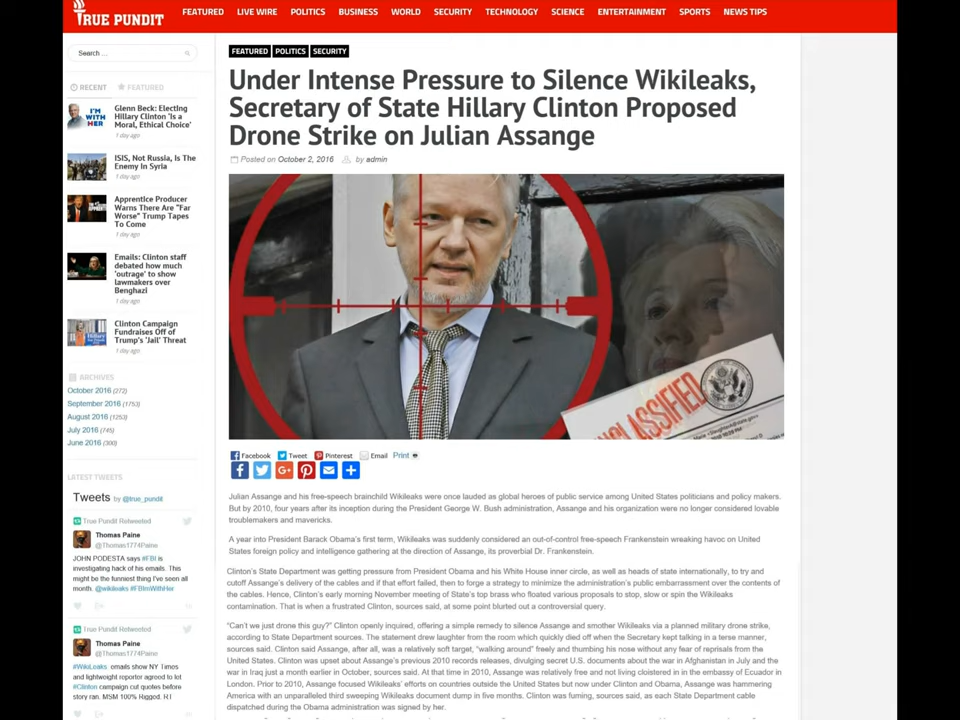 TRUE PUNDIT
FEATURED LIVE WIRE POLITICS BUSINESS WORLD SECURITY TECHNOLOGY SCIENCE ENTERTAINMENT SPORTS NEWS TIPS
Search ...
RECENT FEATURED
Glenn Beck: Electing
Hillary Clinton 'is a
Moral, Ethical Choice'
1 day ago
I'M
WITH
HER
ISIS, Not Russia, Is The
Enemy In Syria
1 day ago
Apprentice Producer
Warns There Are "Far
Worse" Trump Tapes
To Come
1 day ago
Emails: Clinton staff
debated how much
'outrage' to show
lawmakers over
Benghazi
1 day ago
Clinton Campaign
Fundraises Off of
Trump's 'Jail' Threat
1 day ago
ARCHIVES
October 2016 (272)
September 2016 (1753)
August 2016 (1253)
July 2016 (745)
June 2016 (300)
LATEST TWEETS
Tweets by @true_pundit
True Pundit Retweeted
Thomas Paine
@Thomas1774Paine
JOHN PODESTA says #FBI is
investigating hack of his emails. This
might be the funniest thing I've seen all
month. @wikileaks #FBImWithHer
True Pundit Retweeted
Thomas Paine
@Thomas1774Paine
#WikiLeaks emails show NY Times
and lightweight reporter agreed to let
#Clinton campaign cut quotes before
story ran. MSM 100% Rigged. RT
FEATURED POLITICS SECURITY
Under Intense Pressure to Silence Wikileaks,
Secretary of State Hillary Clinton Proposed
Drone Strike on Julian Assange
Posted on October 2, 2016 by admin
CLASSIFIED
Facebook Tweet Pinterest Email Print
Julian Assange and his free-speech brainchild Wikileaks were once lauded as global heroes of public service among United States politicians and policy makers.
But by 2010, four years after its inception during the President George W. Bush administration, Assange and his organization were no longer considered lovable
troublemakers and mavericks.
A year into President Barack Obama's first term, Wikileaks was suddenly considered an out-of-control free-speech Frankenstein wreaking havoc on United
States foreign policy and intelligence gathering at the direction of Assange, its proverbial Dr. Frankenstein.
Clinton's State Department was getting pressure from President Obama and his White House inner circle, as well as heads of state internationally, to try and
cutoff Assange's delivery of the cables and if that effort failed, then to forge a strategy to minimize the administration's public embarrassment over the contents of
the cables. Hence, Clinton's early morning November meeting of State's top brass who floated various proposals to stop, slow or spin the Wikileaks
contamination. That is when a frustrated Clinton, sources said, at some point blurted out a controversial query.
"Can't we just drone this guy?" Clinton openly inquired, offering a simple remedy to silence Assange and smother Wikileaks via a planned military drone strike,
according to State Department sources. The statement drew laughter from the room which quickly died off when the Secretary kept talking in a terse manner,
sources said. Clinton said Assange, after all, was a relatively soft target, "walking around" freely and thumbing his nose without any fear of reprisals from the
United States. Clinton was upset about Assange's previous 2010 records releases, divulging secret U.S. documents about the war in Afghanistan in July and the
war in Iraq just a month earlier in October, sources said. At that time in 2010, Assange was relatively free and not living cloistered in in the embassy of Ecuador in
London. Prior to 2010, Assange focused Wikileaks' efforts on countries outside the United States but now under Clinton and Obama, Assange was hammering
America with an unparalleled third sweeping Wikileaks document dump in five months. Clinton was fuming, sources said, as each State Department cable
dispatched during the Obama administration was signed by her.